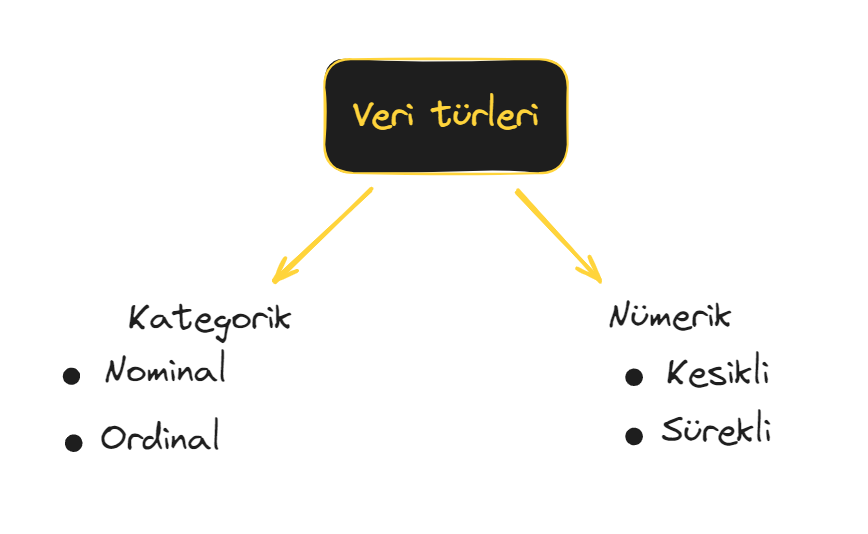 Veri türleri
Kategorik
Nominal
Ordinal
Nümerik
Kesikli
Sürekli